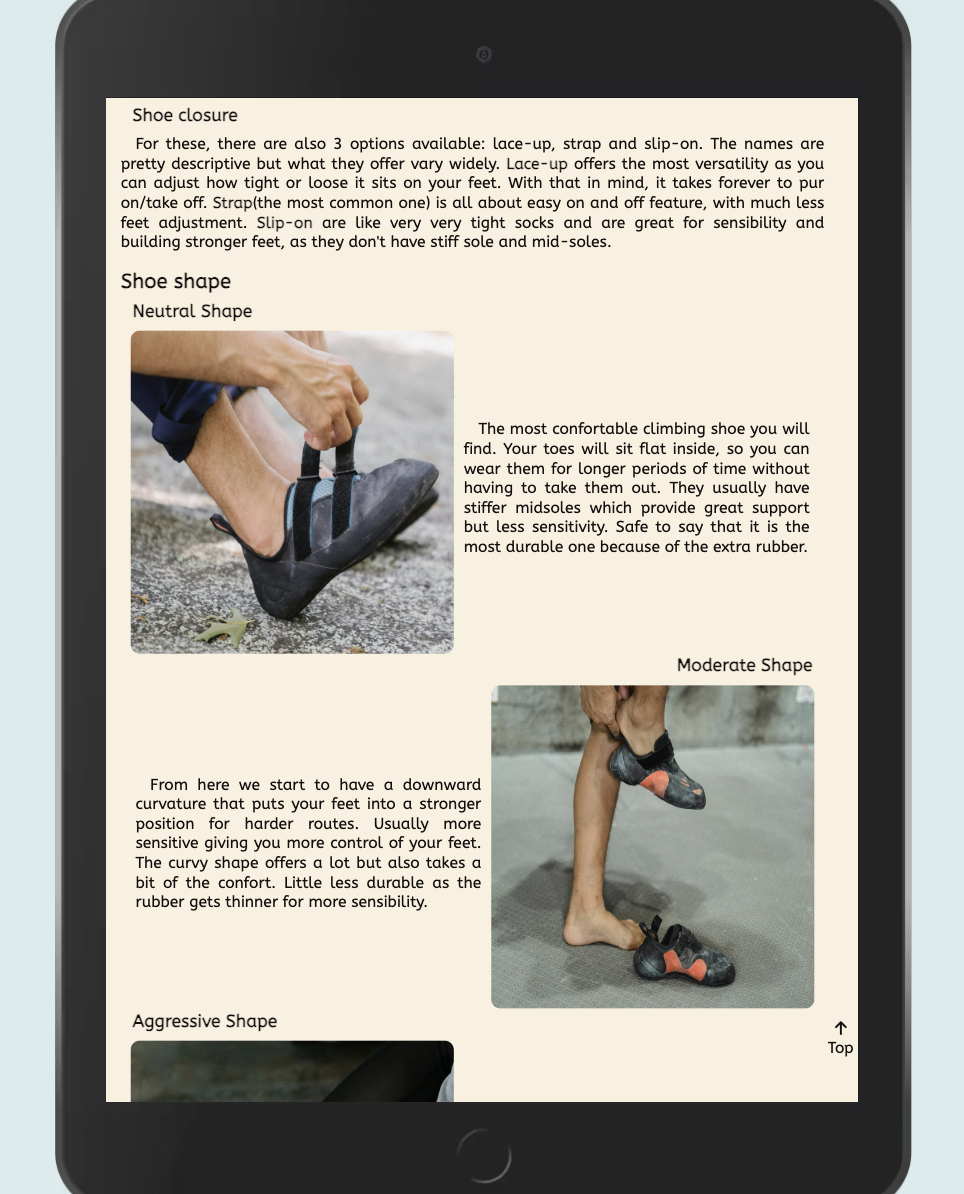 Shoe closure
For these, there are also 3 options available: lace-up, strap and slip-on. The names are
pretty descriptive but what they offer vary widely. Lace-up offers the most versatility as you
can adjust how tight or loose it sits on your feet. With that in mind, it takes forever to pur
on/take off. Strap(the most common one) is all about easy on and off feature, with much less
feet adjustment. Slip-on are like very very tight socks and are great for sensibility and
building stronger feet, as they don't have stiff sole and mid-soles.
Shoe shape
Neutral Shape
The most confortable climbing shoe you will
find. Your toes will sit flat inside, so you can
wear them for longer periods of time without
having to take them out. They usually have
stiffer midsoles which provide great support
but less sensitivity. Safe to say that it is the
most durable one because of the extra rubber.
Moderate Shape
From here we start to have a downward
curvature that puts your feet into a stronger
position for harder routes. Usually more
sensitive giving you more control of your feet.
The curvy shape offers a lot but also takes a
bit of the confort. Little less durable as the
rubber gets thinner for more sensibility.
Aggressive Shape
↑
Top